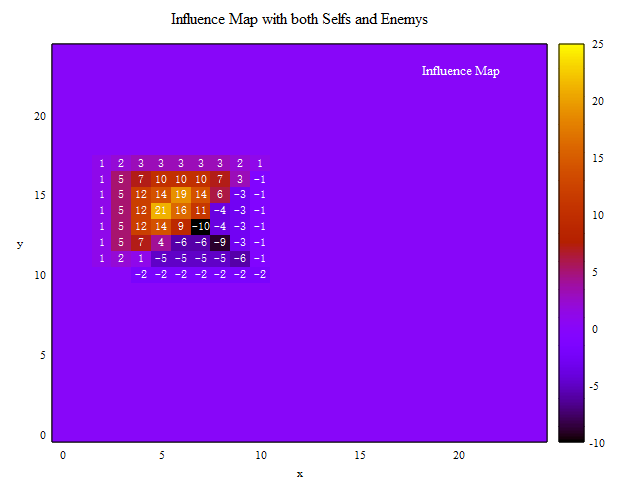 Influence Map with both Selfs and Enemys
25
Influence Map
20
20
1 2 3 3 3 3 3 2 1
1 5 7 10 10 10 7 3 -1
15
15 1 5 12 14 19 14 6 -3 -1
1 5 12 21 16 11 -4 -3 -1
10
1 5 12 14 9 -10 -4 -3 -1
y
1 5 7 4 -6 -6 -9 -3 -1
5
1 2 1 -5 -5 -5 -5 -6 -1
10 -2 -2 -2 -2 -2 -2 -2
0
5
-5
0
-10
0 5 10 15 20
x